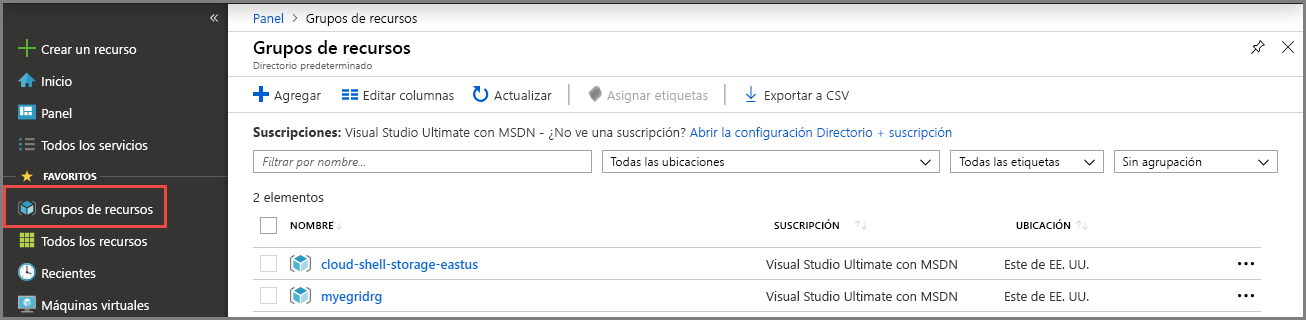 «
Crear un recurso
Inicio
Panel
Todos los servicios
FAVORITOS
Grupos de recursos
Todos los recursos
Recientes
Máquinas virtuales
Panel > Grupos de recursos
Grupos de recursos
Directorio predeterminado
Agregar Editar columnas Actualizar Asignar etiquetas Exportar a CSV
Suscripciones: Visual Studio Ultimate con MSDN - ¿No ve una suscripción? Abrir la configuración Directorio + suscripción
Filtrar por nombre... Todas las ubicaciones Todas las etiquetas Sin agrupación
2 elementos
NOMBRE SUSCRIPCIÓN UBICACIÓN
cloud-shell-storage-eastus Visual Studio Ultimate con MSDN Este de EE. UU.
myegridrg Visual Studio Ultimate con MSDN Este de EE. UU.